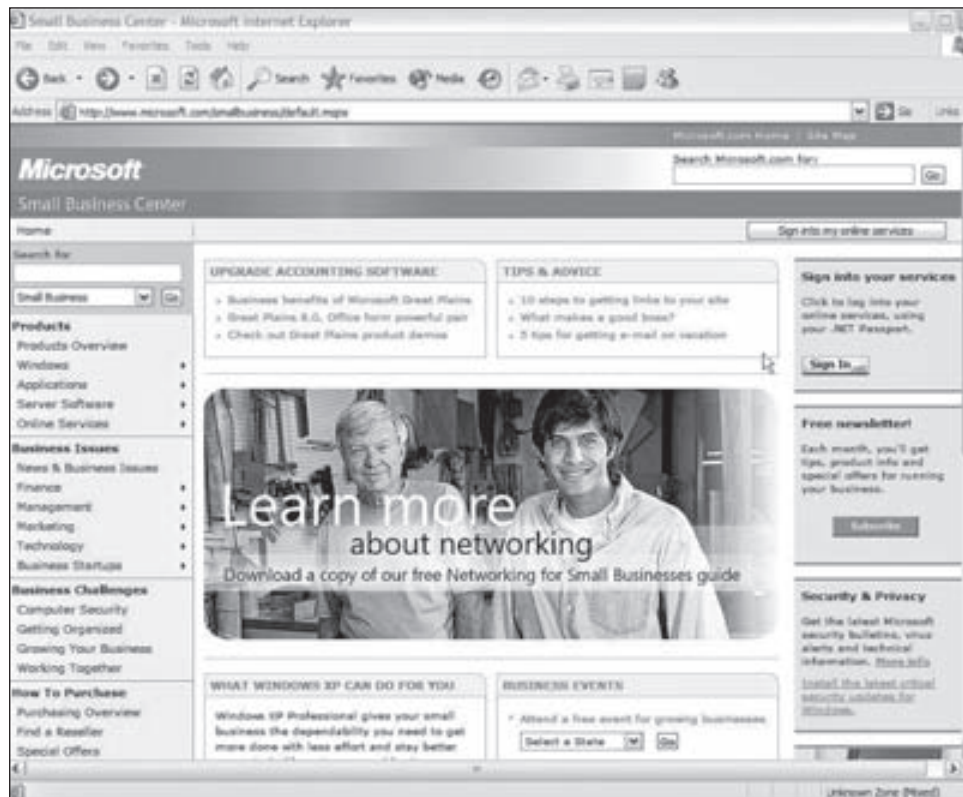 Small Business Center - Microsoft Internet Explorer
File Edit View Favorites Tools Help
Back Search Favorites Media
Address http://www.microsoft.com/smallbusiness/default.mspx Go Links
Microsoft.com Home | Site Map
Microsoft
Search Microsoft.com for:
Go
Small Business Center
Home
Sign into my online services
Search for
Small Business Go
Products
Products Overview
Windows
Applications
Server Software
Online Services
Business Issues
News & Business Issues
Finance
Management
Marketing
Technology
Business Startups
Business Challenges
Computer Security
Getting Organized
Growing Your Business
Working Together
How To Purchase
Purchasing Overview
Find a Reseller
Special Offers
UPGRADE ACCOUNTING SOFTWARE
Business benefits of Microsoft Great Plains
Great Plains 8.0, Office form powerful pair
Check out Great Plains product demos
TIPS & ADVICE
10 steps to getting links to your site
What makes a good boss?
5 tips for getting e-mail on vacation
Learn more
about networking
Download a copy of our free Networking for Small Businesses guide
WHAT WINDOWS XP CAN DO FOR YOU
Windows XP Professional gives your small
business the dependability you need to get
more done with less effort and stay better
BUSINESS EVENTS
Attend a free event for growing businesses
Select a State Go
Sign into your services
Click to log into your
online services, using
your .NET Passport.
Sign In
Free newsletter!
Each month, you'll get
tips, product info and
special offers for running
your business.
Subscribe
Security & Privacy
Get the latest Microsoft
security bulletins, virus
alerts and technical
information. More info
Install the latest critical
security updates for
Windows.
Unknown Zone (Mixed)